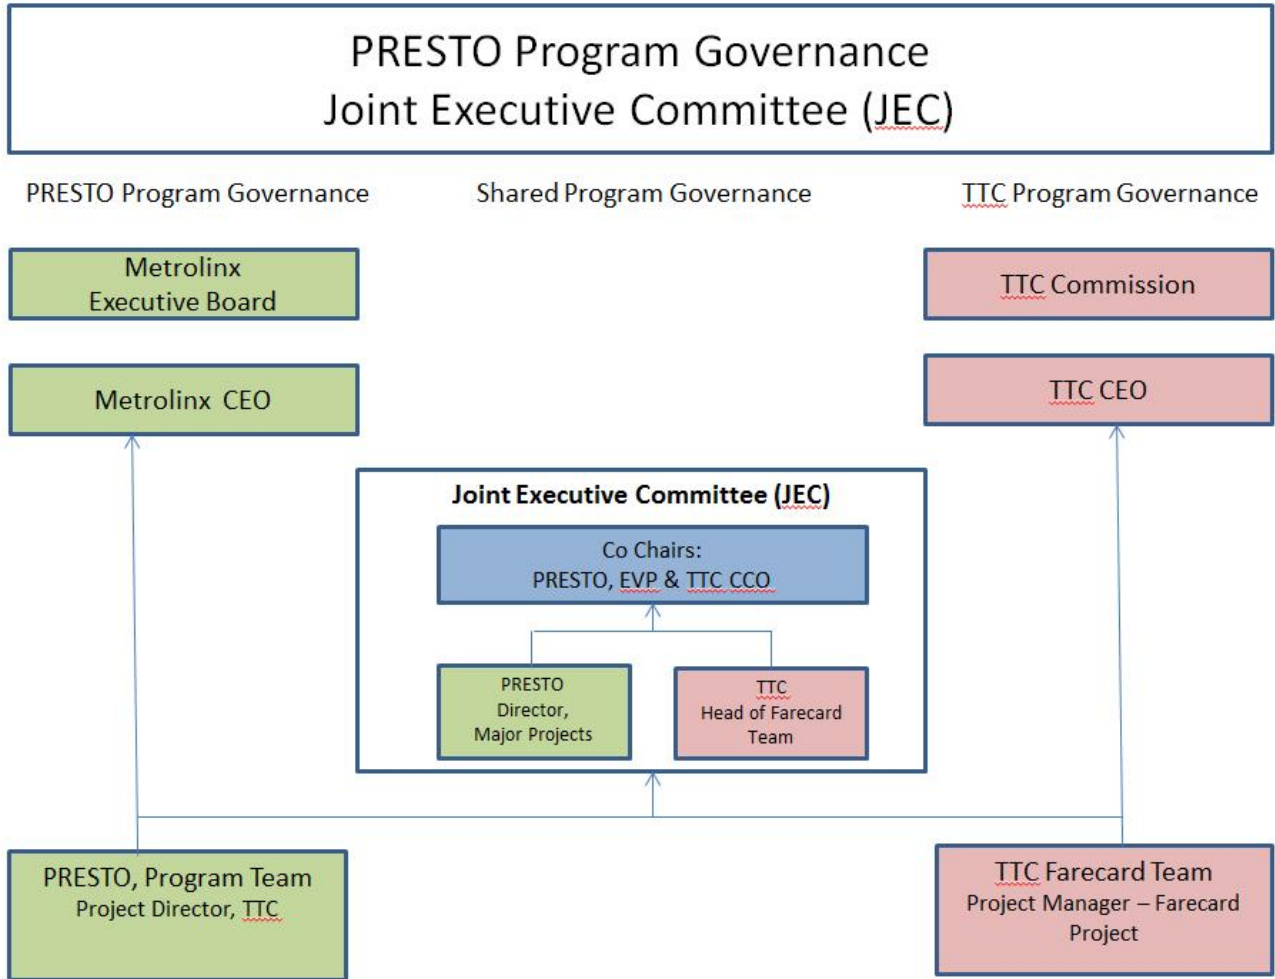 PRESTO Program Governance
Joint Executive Committee (JEC)
PRESTO Program Governance
Shared Program Governance
TTC Program Governance
Metrolinx
Executive Board
TTC Commission
Metrolinx CEO
TTC CEO
Joint Executive Committee (JEC)
Co Chairs:
PRESTO, EVP & TTC CCO
PRESTO
Director,
Major Projects
TTC
Head of Farecard
Team
PRESTO, Program Team
Project Director, TTC
TTC Farecard Team
Project Manager – Farecard
Project